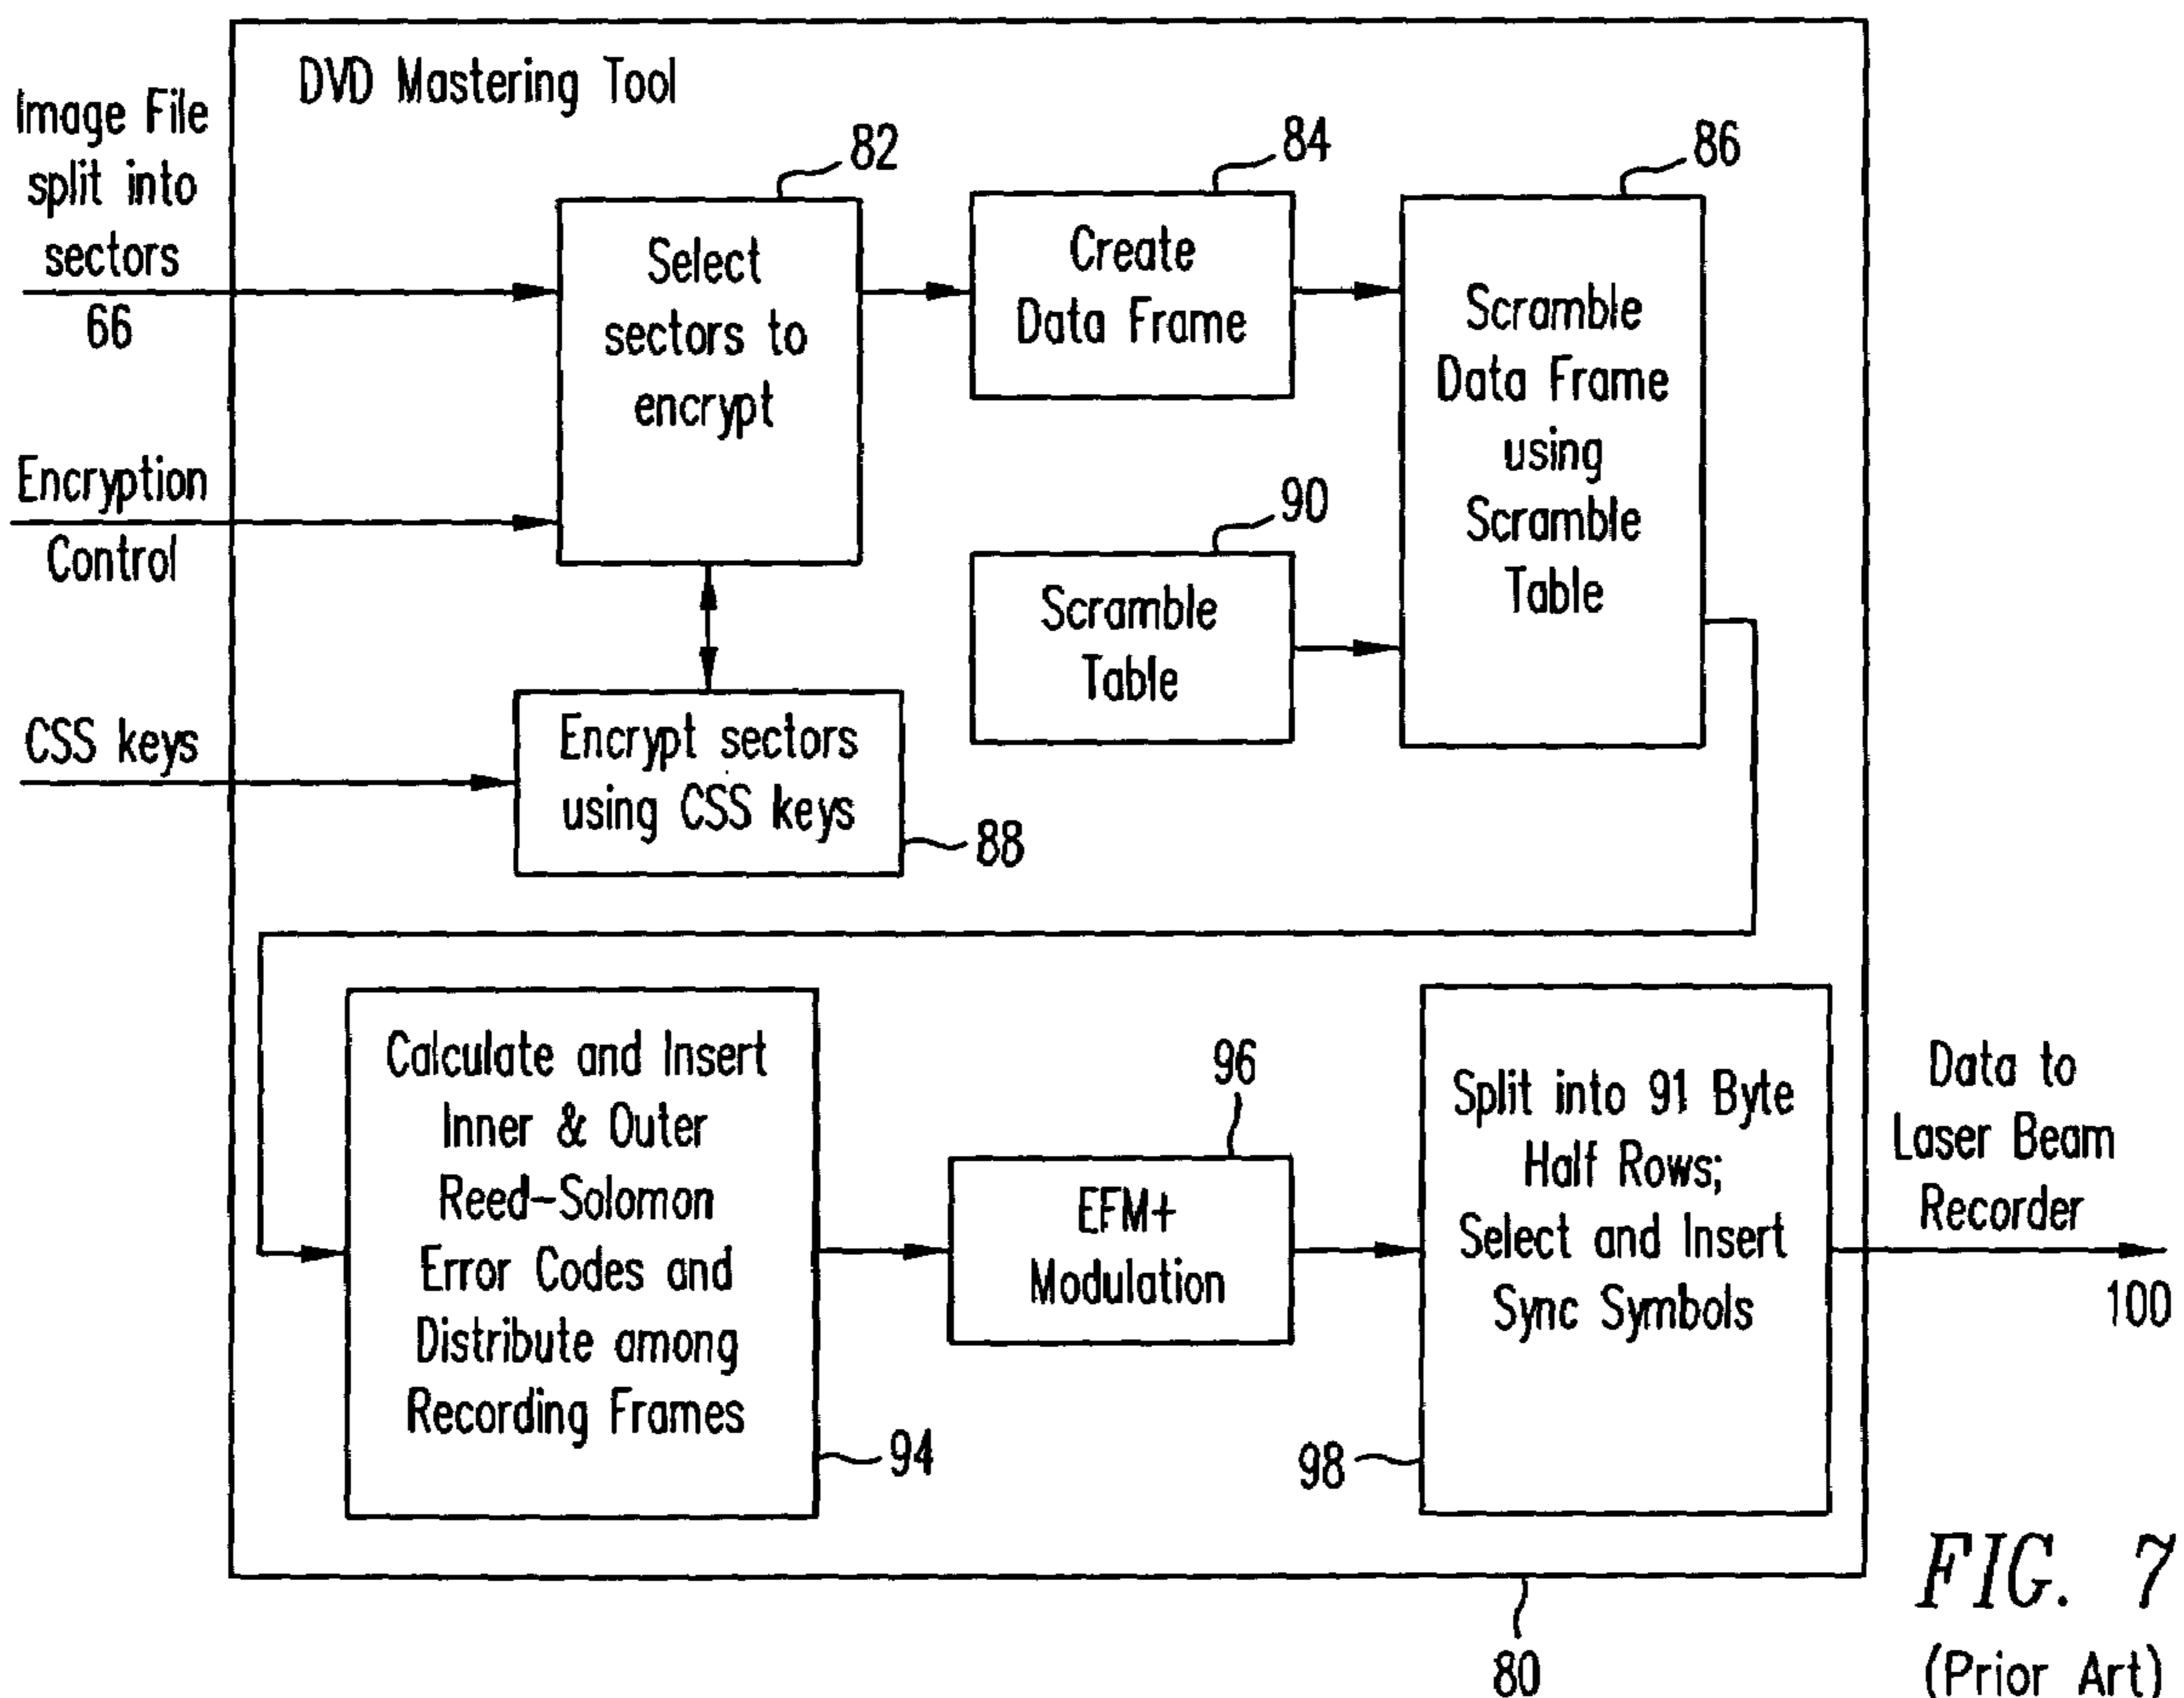 DVD Mastering Tool
Image File
split into
sectors
66
Encryption
Control
CSS keys
82
Select
sectors to
encrypt
84
Create
Data Frame
86
Scramble
Data Frame
using
Scramble
Table
90
Scramble
Table
Encrypt sectors
using CSS keys
88
Calculate and Insert
Inner & Outer
Reed-Solomon
Error Codes and
Distribute among
Recording Frames
94
96
EFM+
Modulation
Split into 91 Byte
Half Rows;
Select and Insert
Sync Symbols
98
Data to
Laser Beam
Recorder
100
80
FIG. 7
(Prior Art)